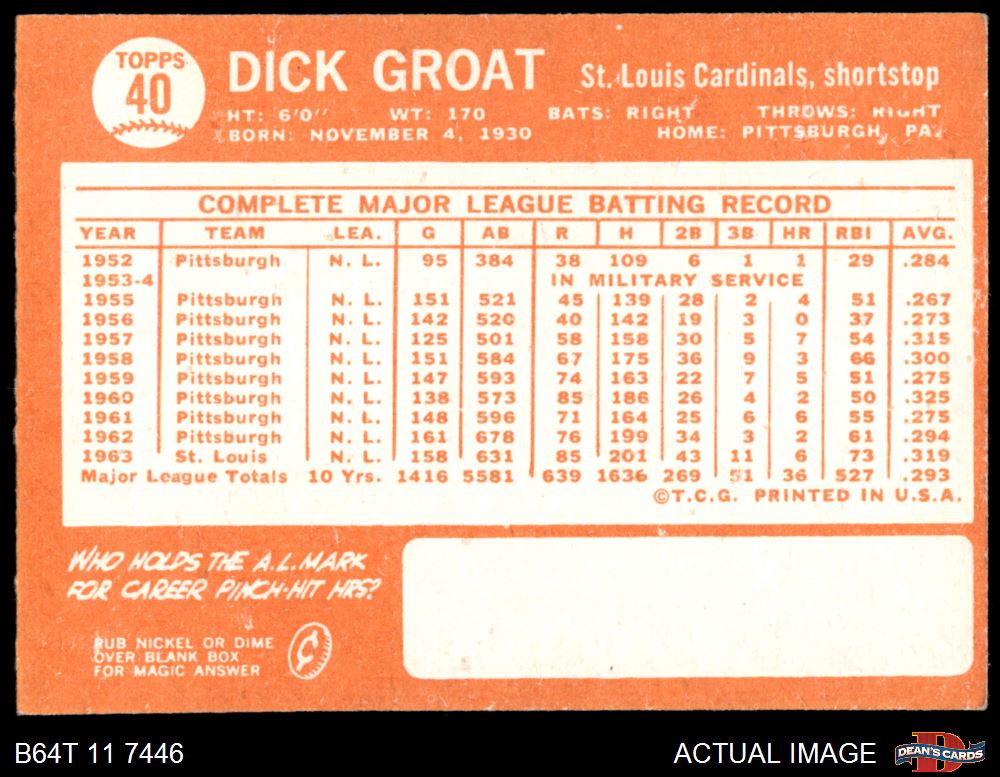 TOPPS
40
DICK GROAT
St. Louis Cardinals, shortstop
HT: 6'0'' WT: 170 BATS: RIGHT THROWS: RIGHT
BORN: NOVEMBER 4, 1930 HOME: PITTSBURGH, PA.
COMPLETE MAJOR LEAGUE BATTING RECORD
YEAR TEAM LEA. G AB R H 2B 3B HR RBI AVG.
1952 Pittsburgh N. L. 95 384 38 109 6 1 1 29 .284
1953-4 IN MILITARY SERVICE
1955 Pittsburgh N. L. 151 521 45 139 28 2 4 51 .267
1956 Pittsburgh N. L. 142 520 40 142 19 3 0 37 .273
1957 Pittsburgh N. L. 125 501 58 158 30 5 7 54 .315
1958 Pittsburgh N. L. 151 584 67 175 36 9 3 66 .300
1959 Pittsburgh N. L. 147 593 74 163 22 7 5 51 .275
1960 Pittsburgh N. L. 138 573 85 186 26 4 2 50 .325
1961 Pittsburgh N. L. 148 596 71 164 25 6 6 55 .275
1962 Pittsburgh N. L. 161 678 76 199 34 3 2 61 .294
1963 St. Louis N. L. 158 631 85 201 43 11 6 73 .319
Major League Totals 10 Yrs. 1416 5581 639 1636 269 51 36 527 .293
©T.C.G. PRINTED IN U.S.A.
WHO HOLDS THE A.L. MARK
FOR CAREER PINCH-HIT HRS?
RUB NICKEL OR DIME
OVER BLANK BOX
FOR MAGIC ANSWER
B64T 11 7446
ACTUAL IMAGE
DEAN'S CARDS